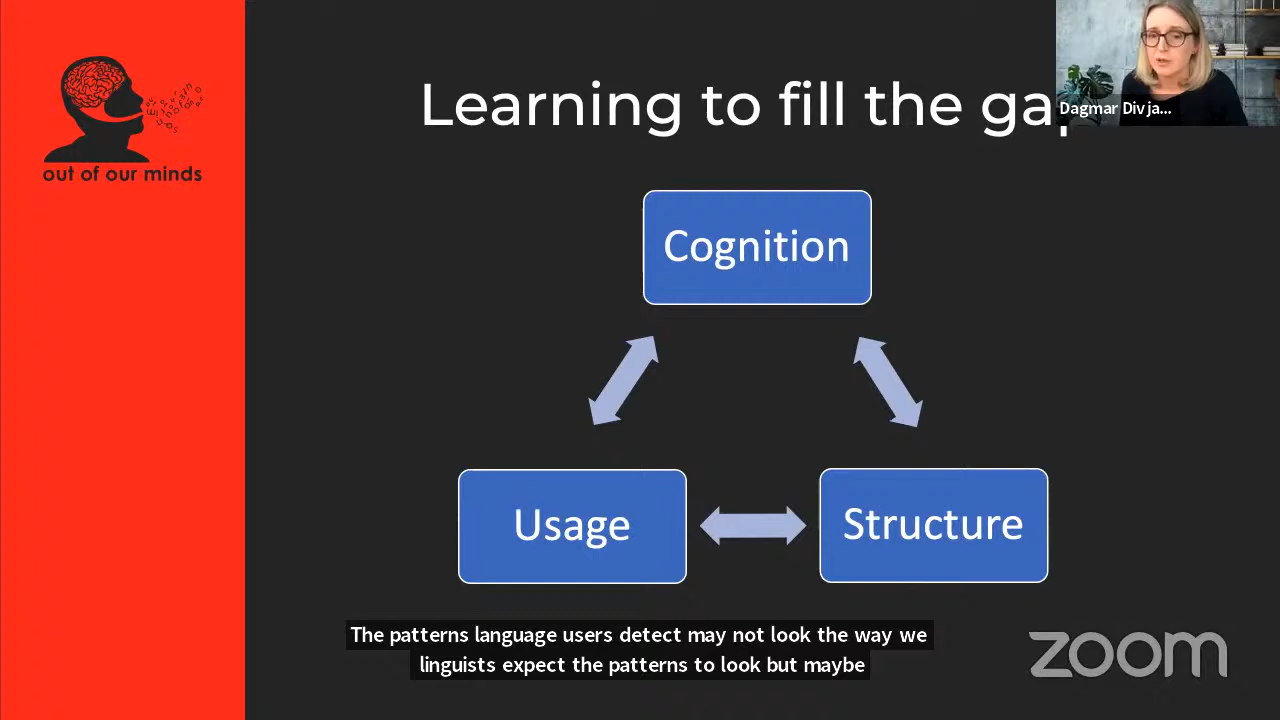 Learning to fill the gap
Dagmar Divja...
out of our minds
Cognition
Usage
Structure
The patterns language users detect may not look the way we
linguists expect the patterns to look but maybe
zoom